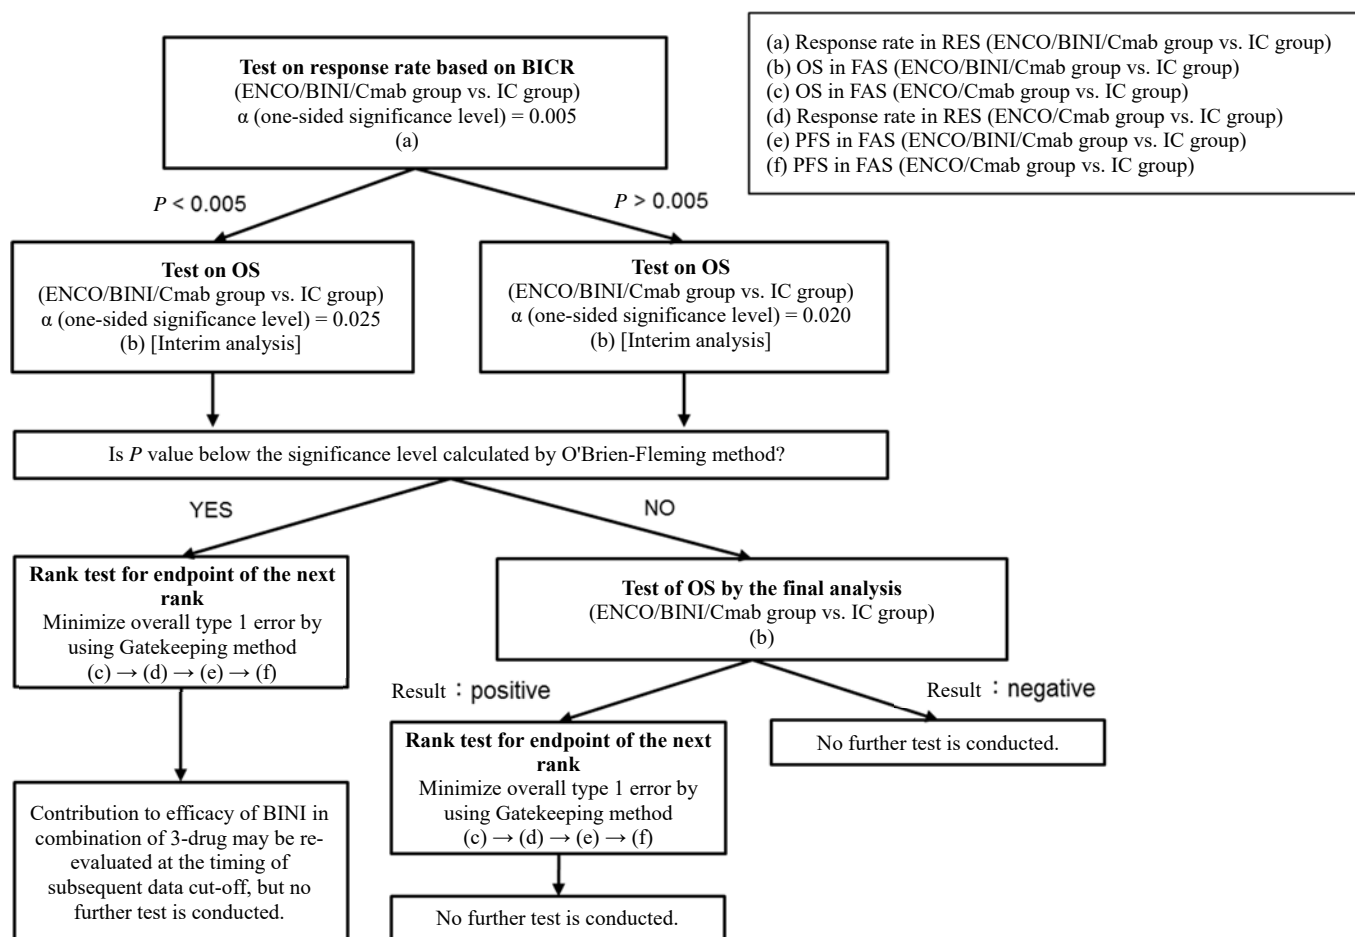 Test on response rate based on BICR
(ENCO/BINI/Cmab group vs. IC group)
α (one-sided significance level) = 0.005
(a)
(a) Response rate in RES (ENCO/BINI/Cmab group vs. IC group)
(b) OS in FAS (ENCO/BINI/Cmab group vs. IC group)
(c) OS in FAS (ENCO/Cmab group vs. IC group)
(d) Response rate in RES (ENCO/Cmab group vs. IC group)
(e) PFS in FAS (ENCO/BINI/Cmab group vs. IC group)
(f) PFS in FAS (ENCO/Cmab group vs. IC group)
P < 0.005
P > 0.005
Test on OS
(ENCO/BINI/Cmab group vs. IC group)
α (one-sided significance level) = 0.025
(b) [Interim analysis]
Test on OS
(ENCO/BINI/Cmab group vs. IC group)
α (one-sided significance level) = 0.020
(b) [Interim analysis]
Is P value below the significance level calculated by O'Brien-Fleming method?
YES
NO
Rank test for endpoint of the next
rank
Minimize overall type 1 error by
using Gatekeeping method
(c) → (d) → (e) → (f)
Test of OS by the final analysis
(ENCO/BINI/Cmab group vs. IC group)
(b)
Result：positive
Result：negative
Rank test for endpoint of the next
rank
Minimize overall type 1 error by
using Gatekeeping method
(c) → (d) → (e) → (f)
No further test is conducted.
Contribution to efficacy of BINI in
combination of 3-drug may be re-
evaluated at the timing of
subsequent data cut-off, but no
further test is conducted.
No further test is conducted.